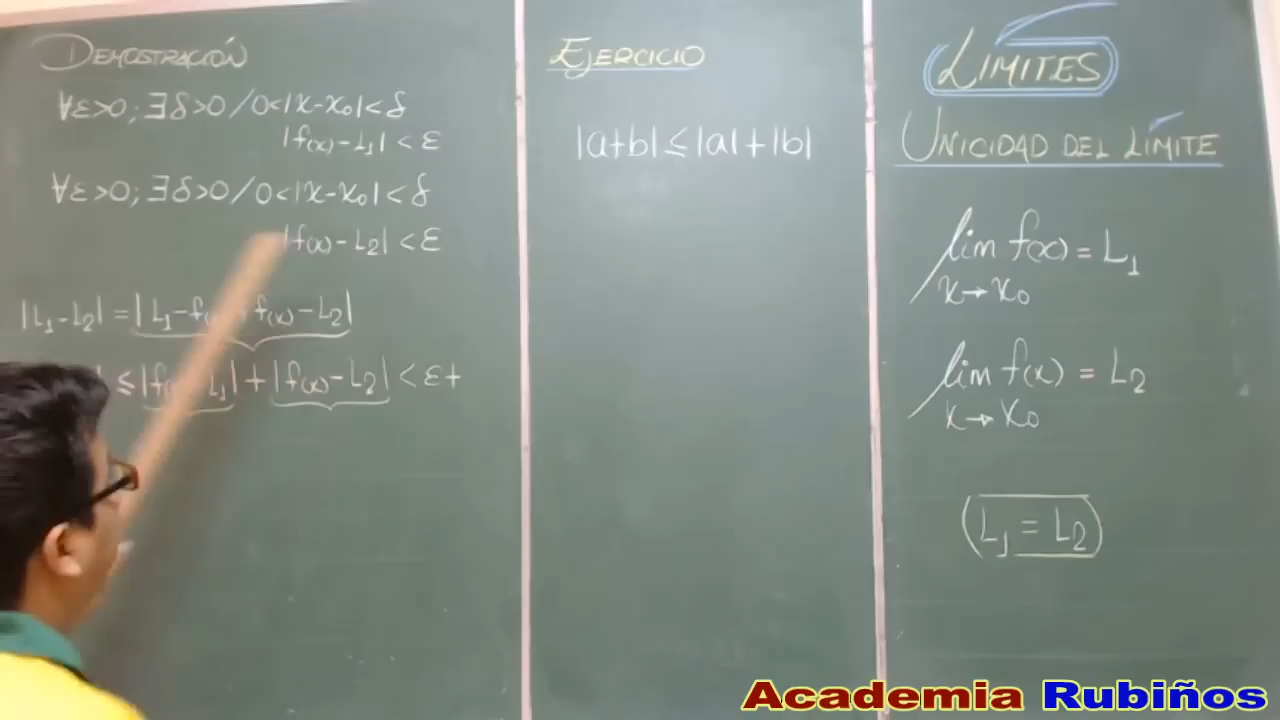 DEMOSTRACIÓN
∀ε>0; ∃δ>0 / 0<|x-x₀|<δ
|f(x)-L₁| < ε
∀ε>0; ∃δ>0 / 0<|x-x₀|<δ
|f(x)-L₂| < ε
|L₁-L₂| = |L₁-f(x)+f(x)-L₂|
≤ |f(x)-L₁| + |f(x)-L₂| < ε+
EJERCICIO
|a+b| ≤ |a|+|b|
LÍMITES
UNICIDAD DEL LÍMITE
lim f(x) = L₁
x→x₀
lim f(x) = L₂
x→x₀
(L₁ = L₂)
Academia Rubiños